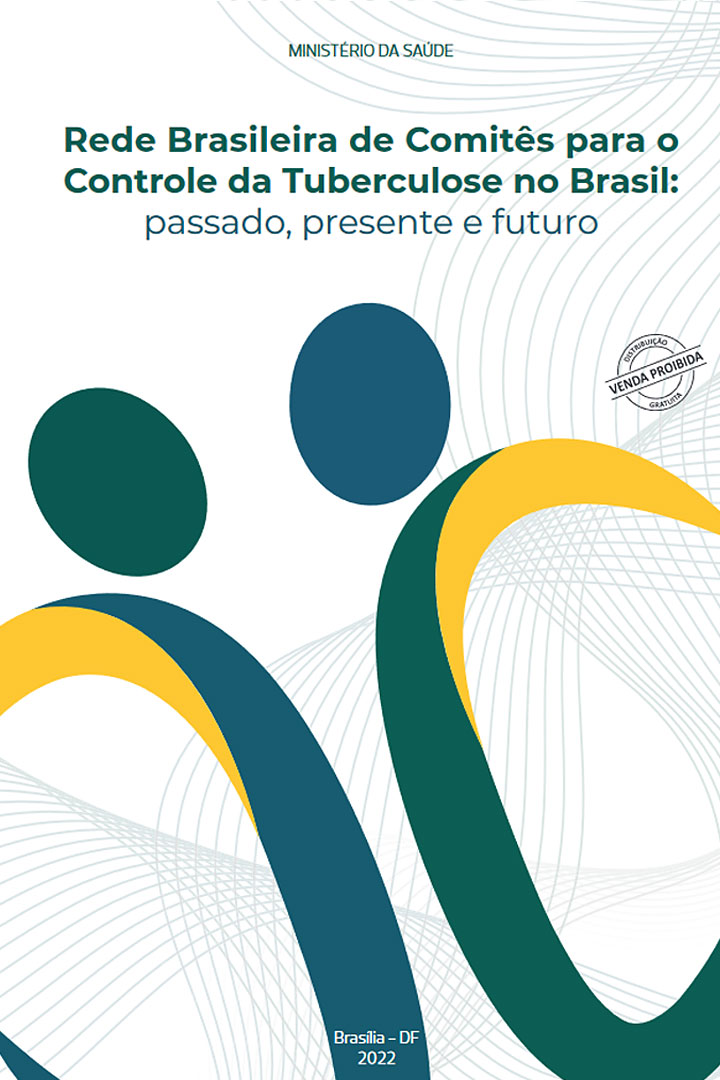 MINISTÉRIO DA SAÚDE
Rede Brasileira de Comitês para o
Controle da Tuberculose no Brasil:
passado, presente e futuro
DISTRIBUIÇÃO
VENDA PROIBIDA
GRATUITA
Brasília – DF
2022